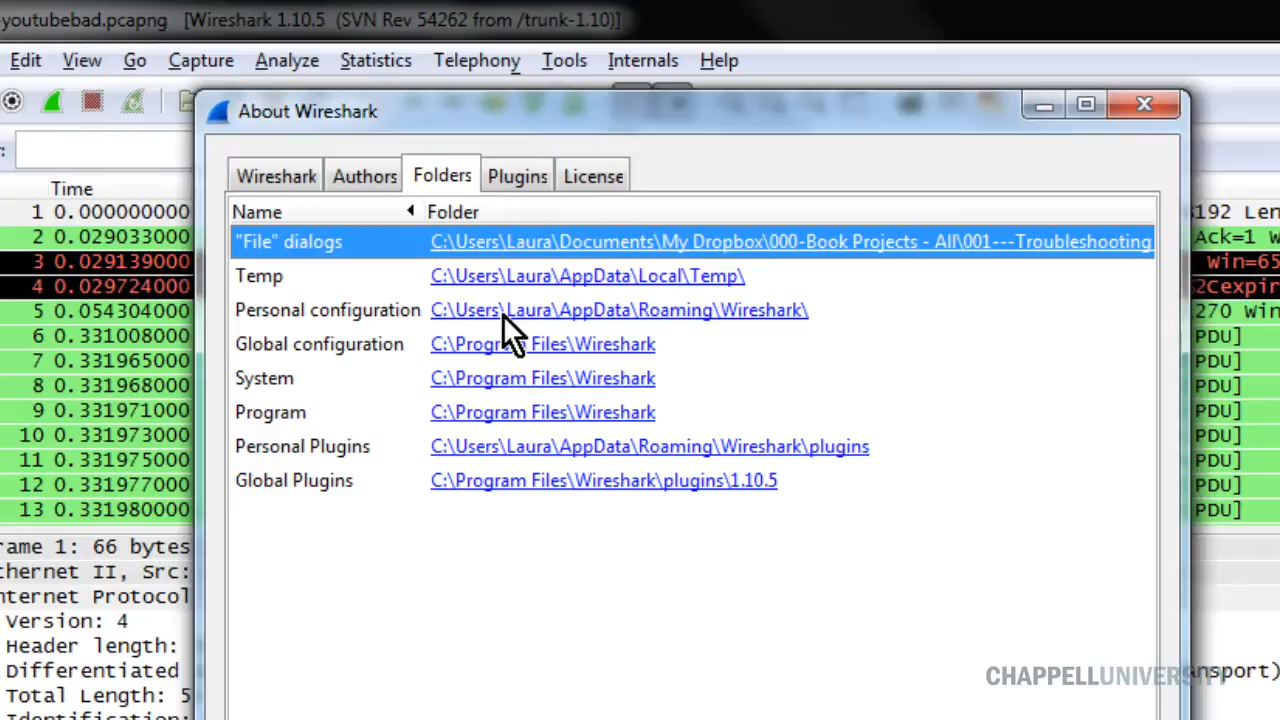 -youtubebad.pcapng [Wireshark 1.10.5 (SVN Rev 54262 from /trunk-1.10)]
Edit View Go Capture Analyze Statistics Telephony Tools Internals Help
About Wireshark
:
Wireshark Authors Folders Plugins License
Time
Name Folder
1 0.000000000 "File" dialogs C:\Users\Laura\Documents\My Dropbox\000-Book Projects - All\001---Troubleshooting 8192 Len
2 0.029033000 Ack=1 W
3 0.029139000 Temp C:\Users\Laura\AppData\Local\Temp\ Win=65
4 0.029724000 2Cexpir
5 0.054304000 Personal configuration C:\Users\Laura\AppData\Roaming\Wireshark\ 1270 Win
6 0.331008000 Global configuration C:\Program Files\Wireshark PDU]
7 0.331965000 PDU]
8 0.331968000 System C:\Program Files\Wireshark PDU]
9 0.331971000 Program C:\Program Files\Wireshark PDU]
10 0.331973000 PDU]
11 0.331975000 Personal Plugins C:\Users\Laura\AppData\Roaming\Wireshark\plugins PDU]
12 0.331977000 Global Plugins C:\Program Files\Wireshark\plugins\1.10.5 PDU]
13 0.331980000 PDU]
rame 1: 66 bytes
thernet II, Src:
nternet Protocol
Version: 4
Header length:
Differentiated nsport)
Total Length: 5
Identification:
CHAPPELLUNIVERSITY